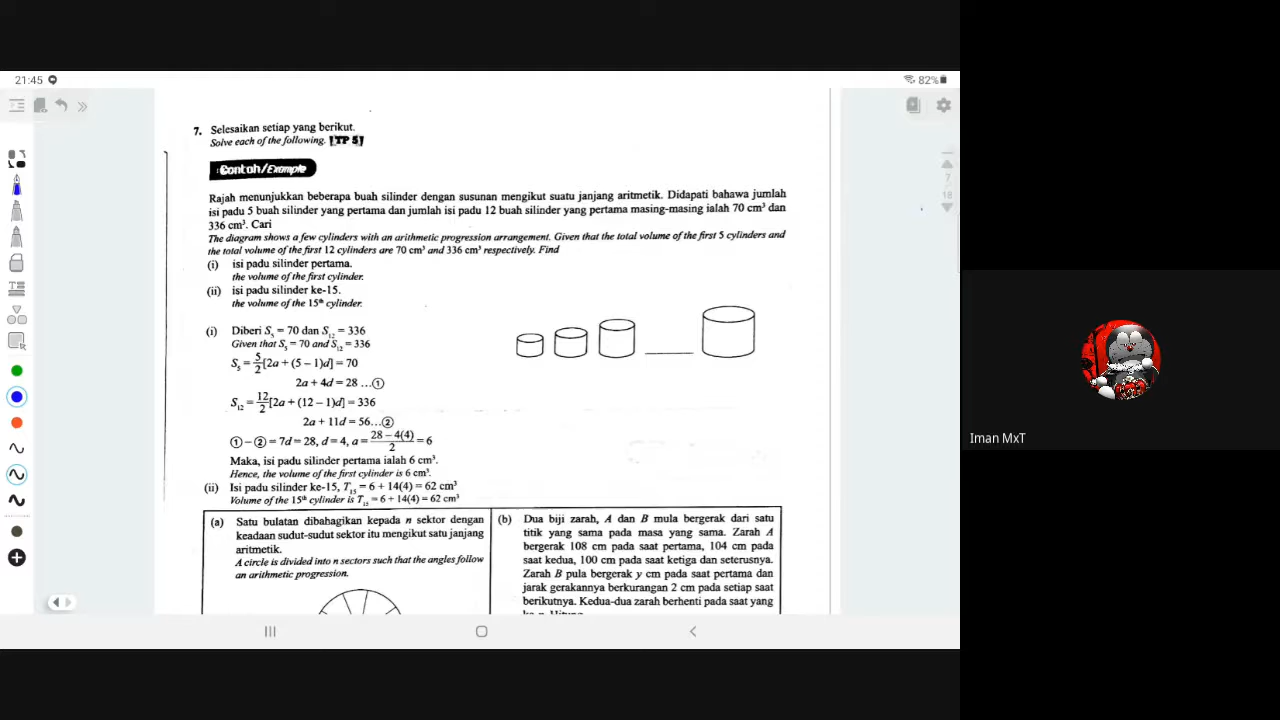 21:45
82%
7. Selesaikan setiap yang berikut.
Solve each of the following. TP 5
Contoh/Example
Rajah menunjukkan beberapa buah silinder dengan susunan mengikut suatu janjang aritmetik. Didapati bahawa jumlah
isi padu 5 buah silinder yang pertama dan jumlah isi padu 12 buah silinder yang pertama masing-masing ialah 70 cm³ dan
336 cm³. Cari
The diagram shows a few cylinders with an arithmetic progression arrangement. Given that the total volume of the first 5 cylinders and
the total volume of the first 12 cylinders are 70 cm³ and 336 cm³ respectively. Find
(i) isi padu silinder pertama.
the volume of the first cylinder.
(ii) isi padu silinder ke-15.
the volume of the 15th cylinder.
(i) Diberi S₅ = 70 dan S₁₂ = 336
Given that S₅ = 70 and S₁₂ = 336
S₅ = 5/2[2a + (5 – 1)d] = 70
2a + 4d = 28 ...①
S₁₂ = 12/2[2a + (12 – 1)d] = 336
2a + 11d = 56...②
① – ② = 7d = 28, d = 4, a = 28 – 4(4)/2 = 6
Maka, isi padu silinder pertama ialah 6 cm³.
Hence, the volume of the first cylinder is 6 cm³.
(ii) Isi padu silinder ke-15, T₁₅ = 6 + 14(4) = 62 cm³
Volume of the 15th cylinder is T₁₅ = 6 + 14(4) = 62 cm³
(a) Satu bulatan dibahagikan kepada n sektor dengan
keadaan sudut-sudut sektor itu mengikut satu janjang
aritmetik.
A circle is divided into n sectors such that the angles follow
an arithmetic progression.
(b) Dua biji zarah, A dan B mula bergerak dari satu
titik yang sama pada masa yang sama. Zarah A
bergerak 108 cm pada saat pertama, 104 cm pada
saat kedua, 100 cm pada saat ketiga dan seterusnya.
Zarah B pula bergerak y cm pada saat pertama dan
jarak gerakannya berkurangan 2 cm pada setiap saat
berikutnya. Kedua-dua zarah berhenti pada saat yang
7
18
Iman MxT